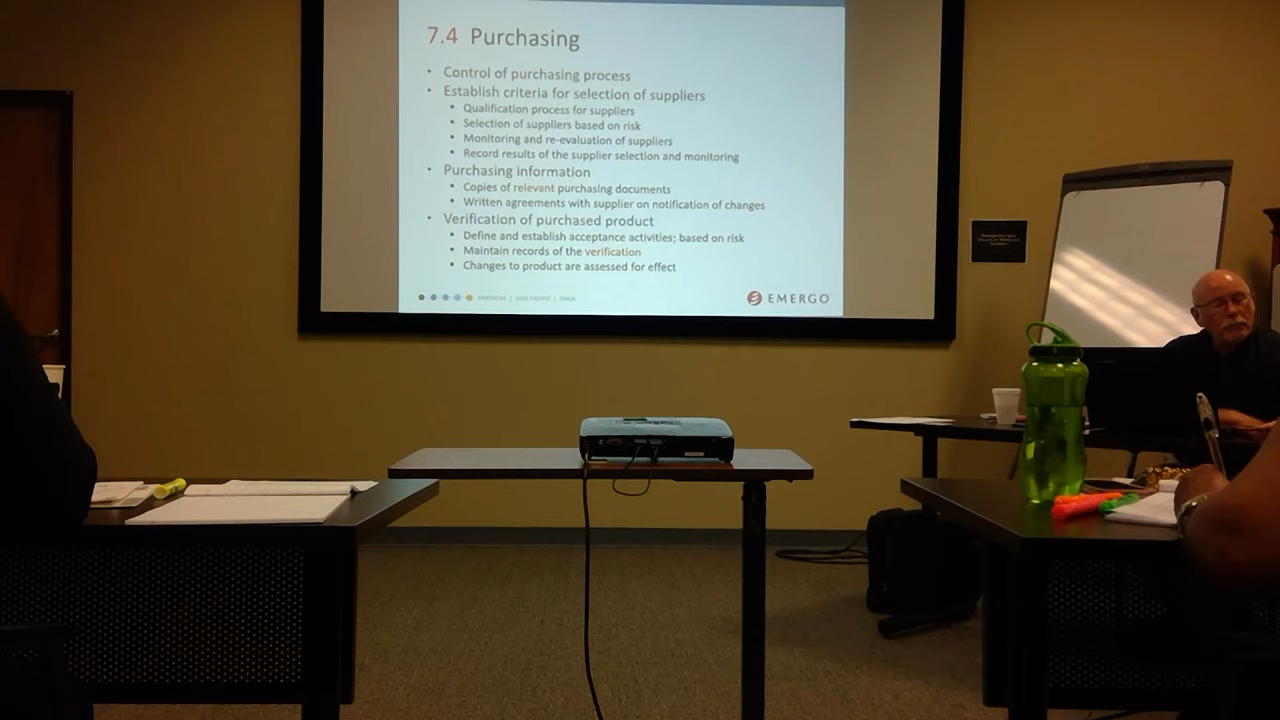 7.4 Purchasing
• Control of purchasing process
• Establish criteria for selection of suppliers
• Qualification process for suppliers
• Selection of suppliers based on risk
• Monitoring and re-evaluation of suppliers
• Record results of the supplier selection and monitoring
• Purchasing information
• Copies of relevant purchasing documents
• Written agreements with supplier on notification of changes
• Verification of purchased product
• Define and establish acceptance activities; based on risk
• Maintain records of the verification
• Changes to product are assessed for effect
AMERICAS | ASIA PACIFIC | EMEA
EMERGO